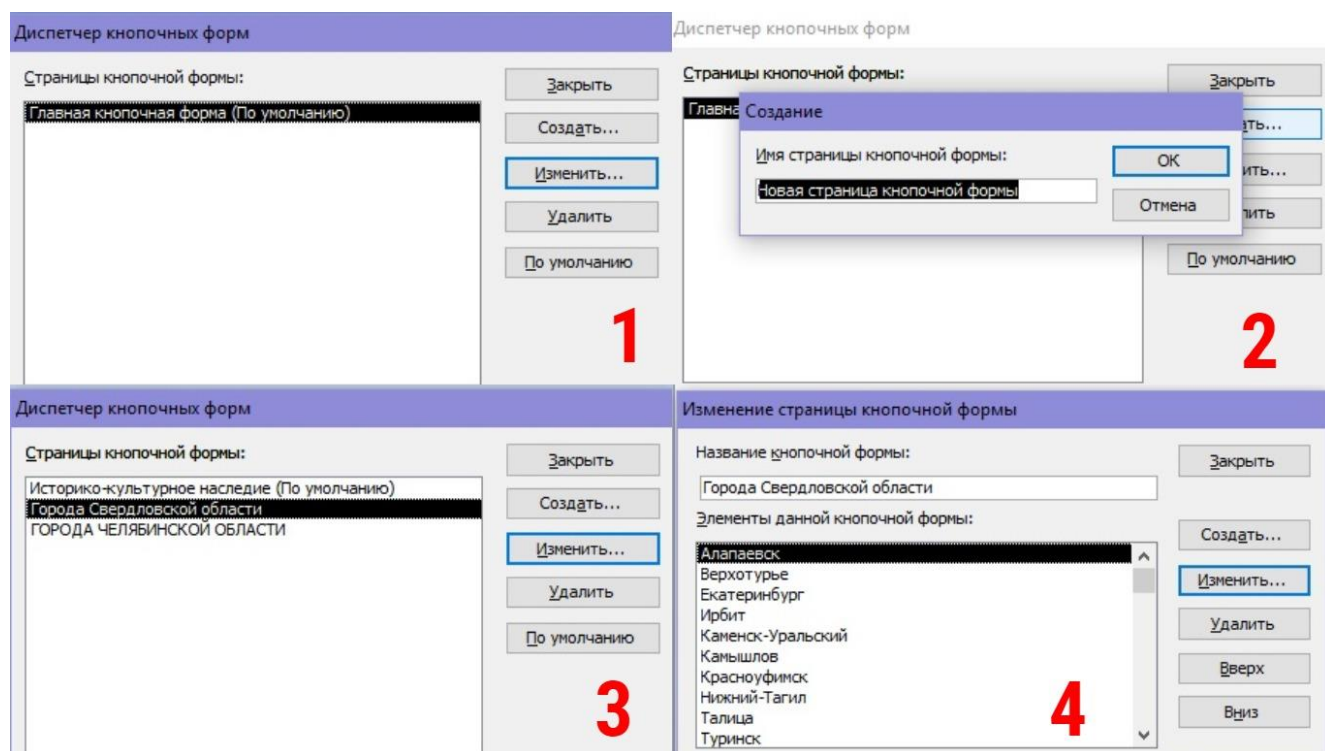 Диспетчер кнопочных форм
Страницы кнопочной формы:
Главная кнопочная форма (По умолчанию)
Закрыть
Создать...
Изменить...
Удалить
По умолчанию
1
Диспетчер кнопочных форм
Страницы кнопочной формы:
Главна
Закрыть
ать...
ить...
лить
По умолчанию
Создание
Имя страницы кнопочной формы:
Новая страница кнопочной формы
OK
Отмена
2
Диспетчер кнопочных форм
Страницы кнопочной формы:
Историко-культурное наследие (По умолчанию)
Города Свердловской области
ГОРОДА ЧЕЛЯБИНСКОЙ ОБЛАСТИ
Закрыть
Создать...
Изменить...
Удалить
По умолчанию
3
Изменение страницы кнопочной формы
Название кнопочной формы:
Города Свердловской области
Элементы данной кнопочной формы:
Алапаевск
Верхотурье
Екатеринбург
Ирбит
Каменск-Уральский
Камышлов
Красноуфимск
Нижний-Тагил
Талица
Туринск
Закрыть
Создать...
Изменить...
Удалить
Вверх
Вниз
4